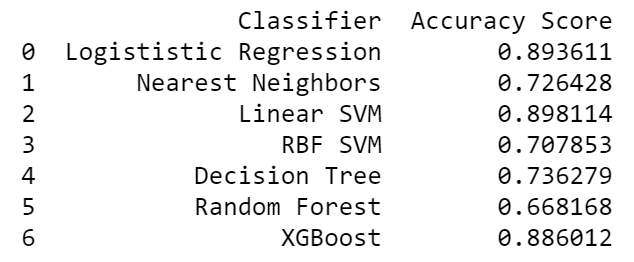 Classifier Accuracy Score
0 Logististic Regression 0.893611
1 Nearest Neighbors 0.726428
2 Linear SVM 0.898114
3 RBF SVM 0.707853
4 Decision Tree 0.736279
5 Random Forest 0.668168
6 XGBoost 0.886012